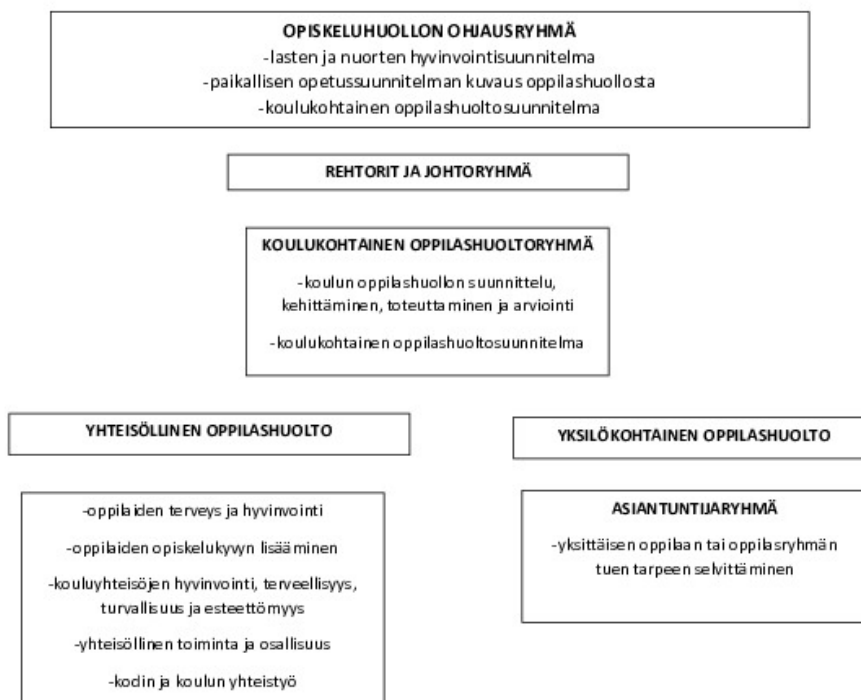 OPISKELUHUOLLON OHJAUSRYHMÄ
-lasten ja nuorten hyvinvointisuunnitelma
-paikallisen opetussuunnitelman kuvaus oppilashuollosta
-koulukohtainen oppilashuoltosuunnitelma
REHTORIT JA JOHTORYHMÄ
KOULUKOHTAINEN OPPILASHUOLTORYHMÄ
-koulun oppilashuollon suunnittelu,
kehittäminen, toteuttaminen ja arviointi
-koulukohtainen oppilashuoltosuunnitelma
YHTEISÖLLINEN OPPILASHUOLTO
-oppilaiden terveys ja hyvinvointi
-oppilaiden opiskelukyvyn lisääminen
-kouluyhteisöjen hyvinvointi, terveellisyys,
turvallisuus ja esteettömyys
-yhteisöllinen toiminta ja osallisuus
-kodin ja koulun yhteistyö
YKSILÖKOHTAINEN OPPILASHUOLTO
ASIANTUNTIJARYHMÄ
-yksittäisen oppilaan tai oppilasryhmän
tuen tarpeen selvittäminen